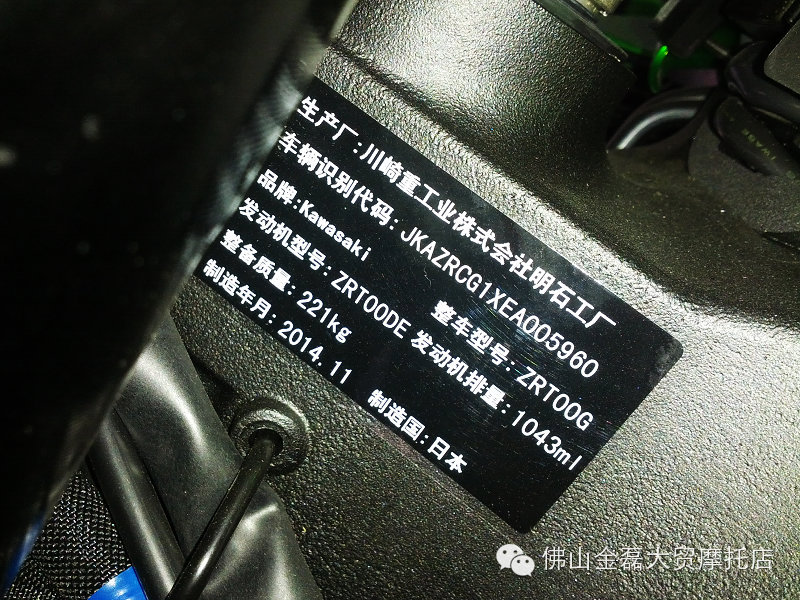 生产厂:川崎重工业株式会社明石工厂
车辆识别代码:JKAZRCG1XEA005960
品牌:Kawasaki 整车型号:ZRT00G
发动机型号:ZRT00DE 发动机排量:1043ml
整备质量:221kg
制造年月:2014.11 制造国:日本
佛山金磊大贸摩托店